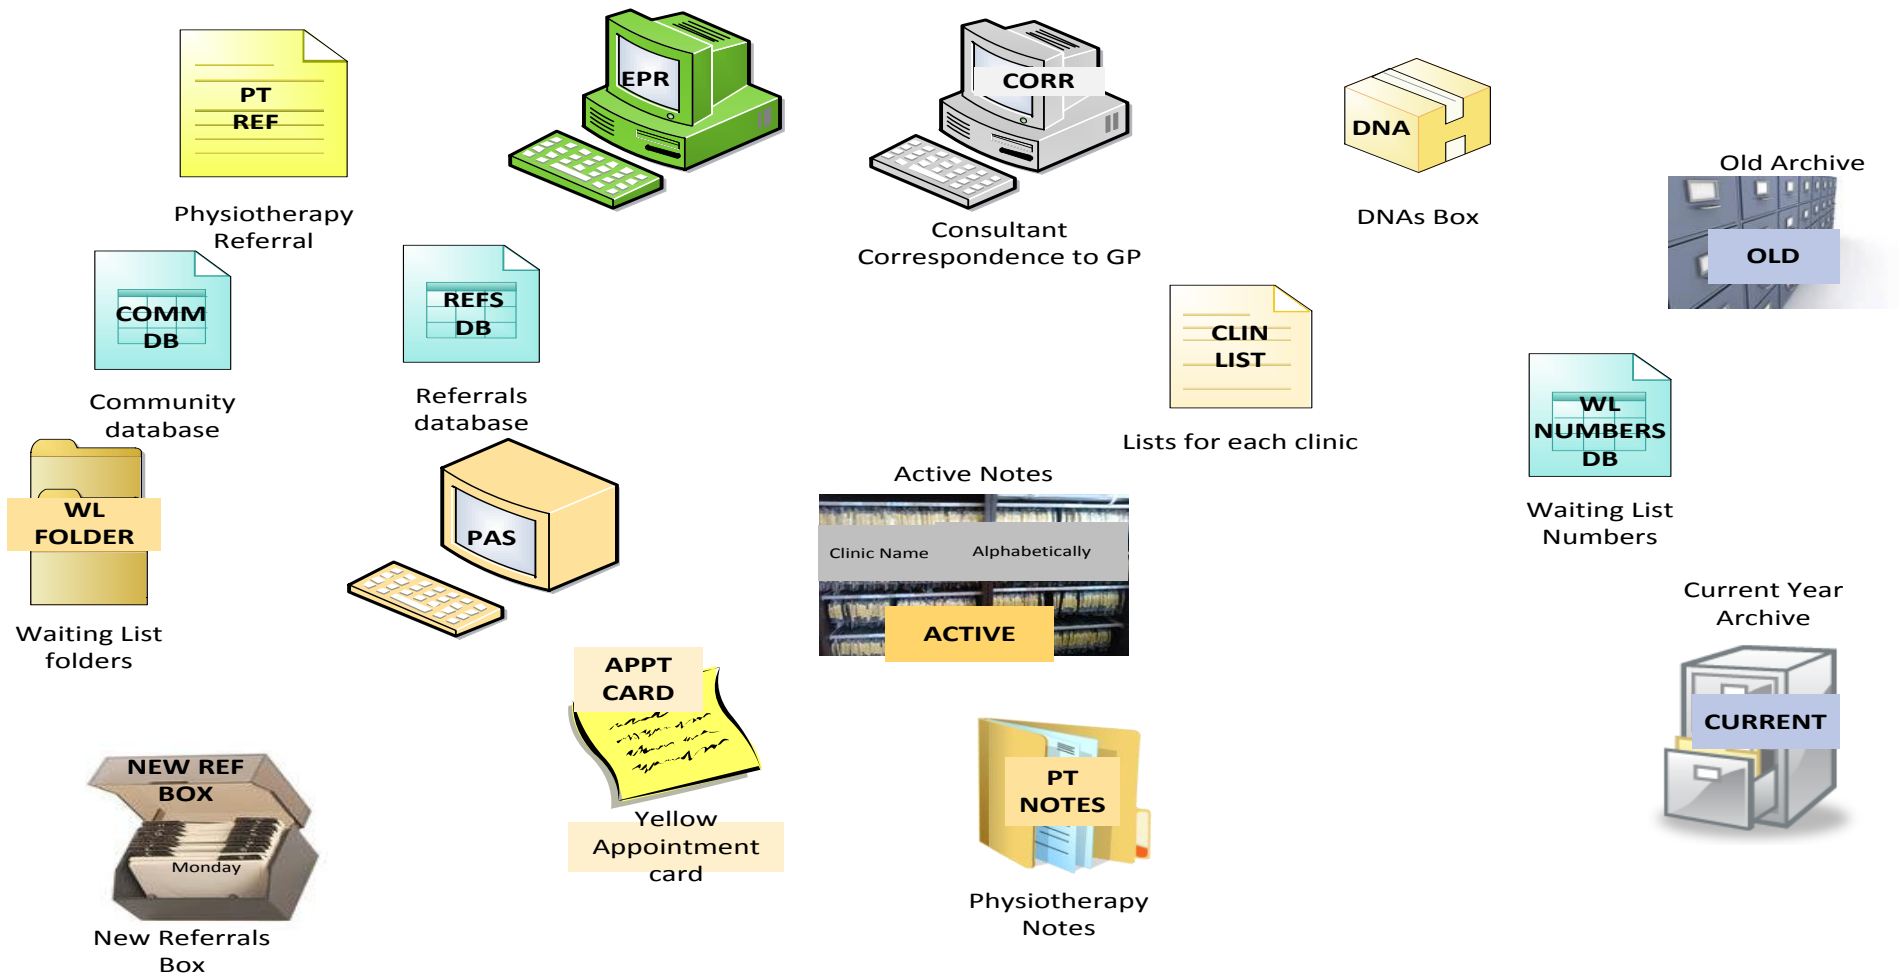 PT
REF
Physiotherapy
Referral
EPR
CORR
Consultant
Correspondence to GP
DNA
DNAs Box
Old Archive
OLD
COMM
DB
Community
database
REFS
DB
Referrals
database
CLIN
LIST
Lists for each clinic
WL
NUMBERS
DB
Waiting List
Numbers
WL
FOLDER
Waiting List
folders
PAS
Active Notes
Clinic Name Alphabetically
ACTIVE
Current Year
Archive
CURRENT
APPT
CARD
Yellow
Appointment
card
PT
NOTES
Physiotherapy
Notes
NEW REF
BOX
Monday
New Referrals
Box